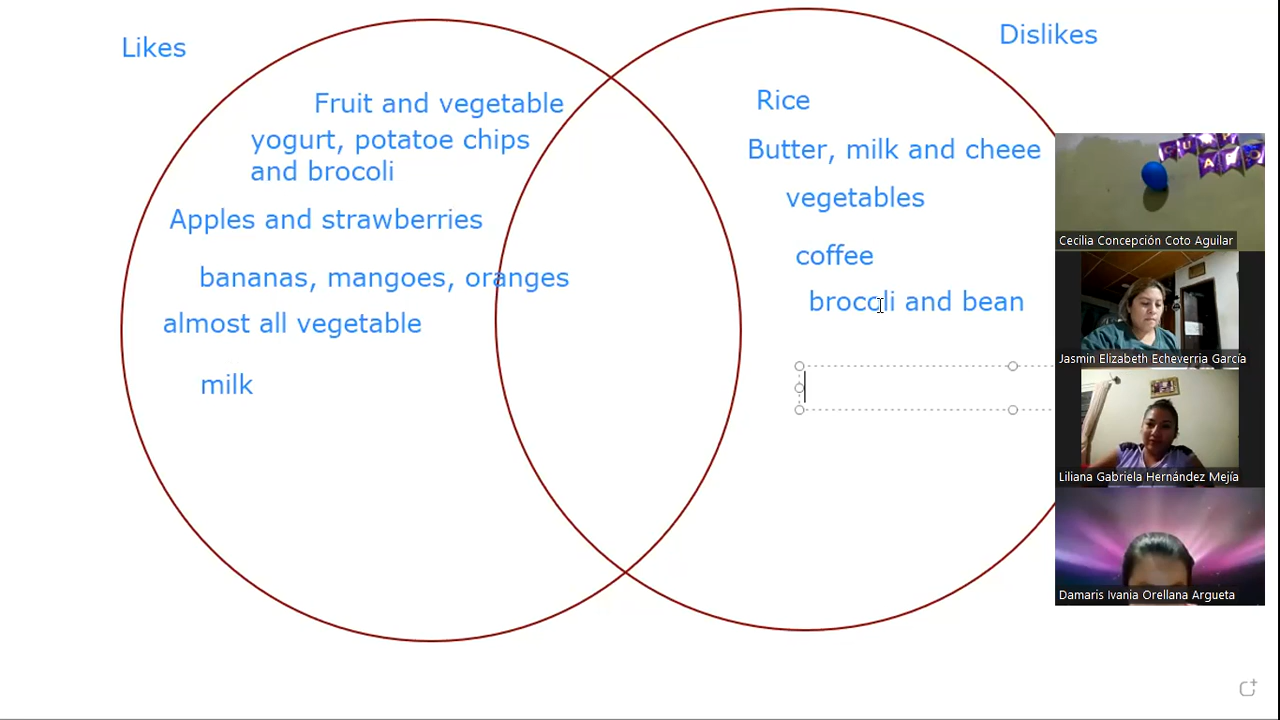 Likes
Dislikes
Fruit and vegetable
yogurt, potatoe chips
and brocoli
Apples and strawberries
bananas, mangoes, oranges
almost all vegetable
milk
Rice
Butter, milk and cheee
vegetables
coffee
broccoli and bean
Cecilia Concepción Coto Aguilar
Jasmin Elizabeth Echeverria García
Liliana Gabriela Hernández Mejía
Damaris Ivania Orellana Argueta